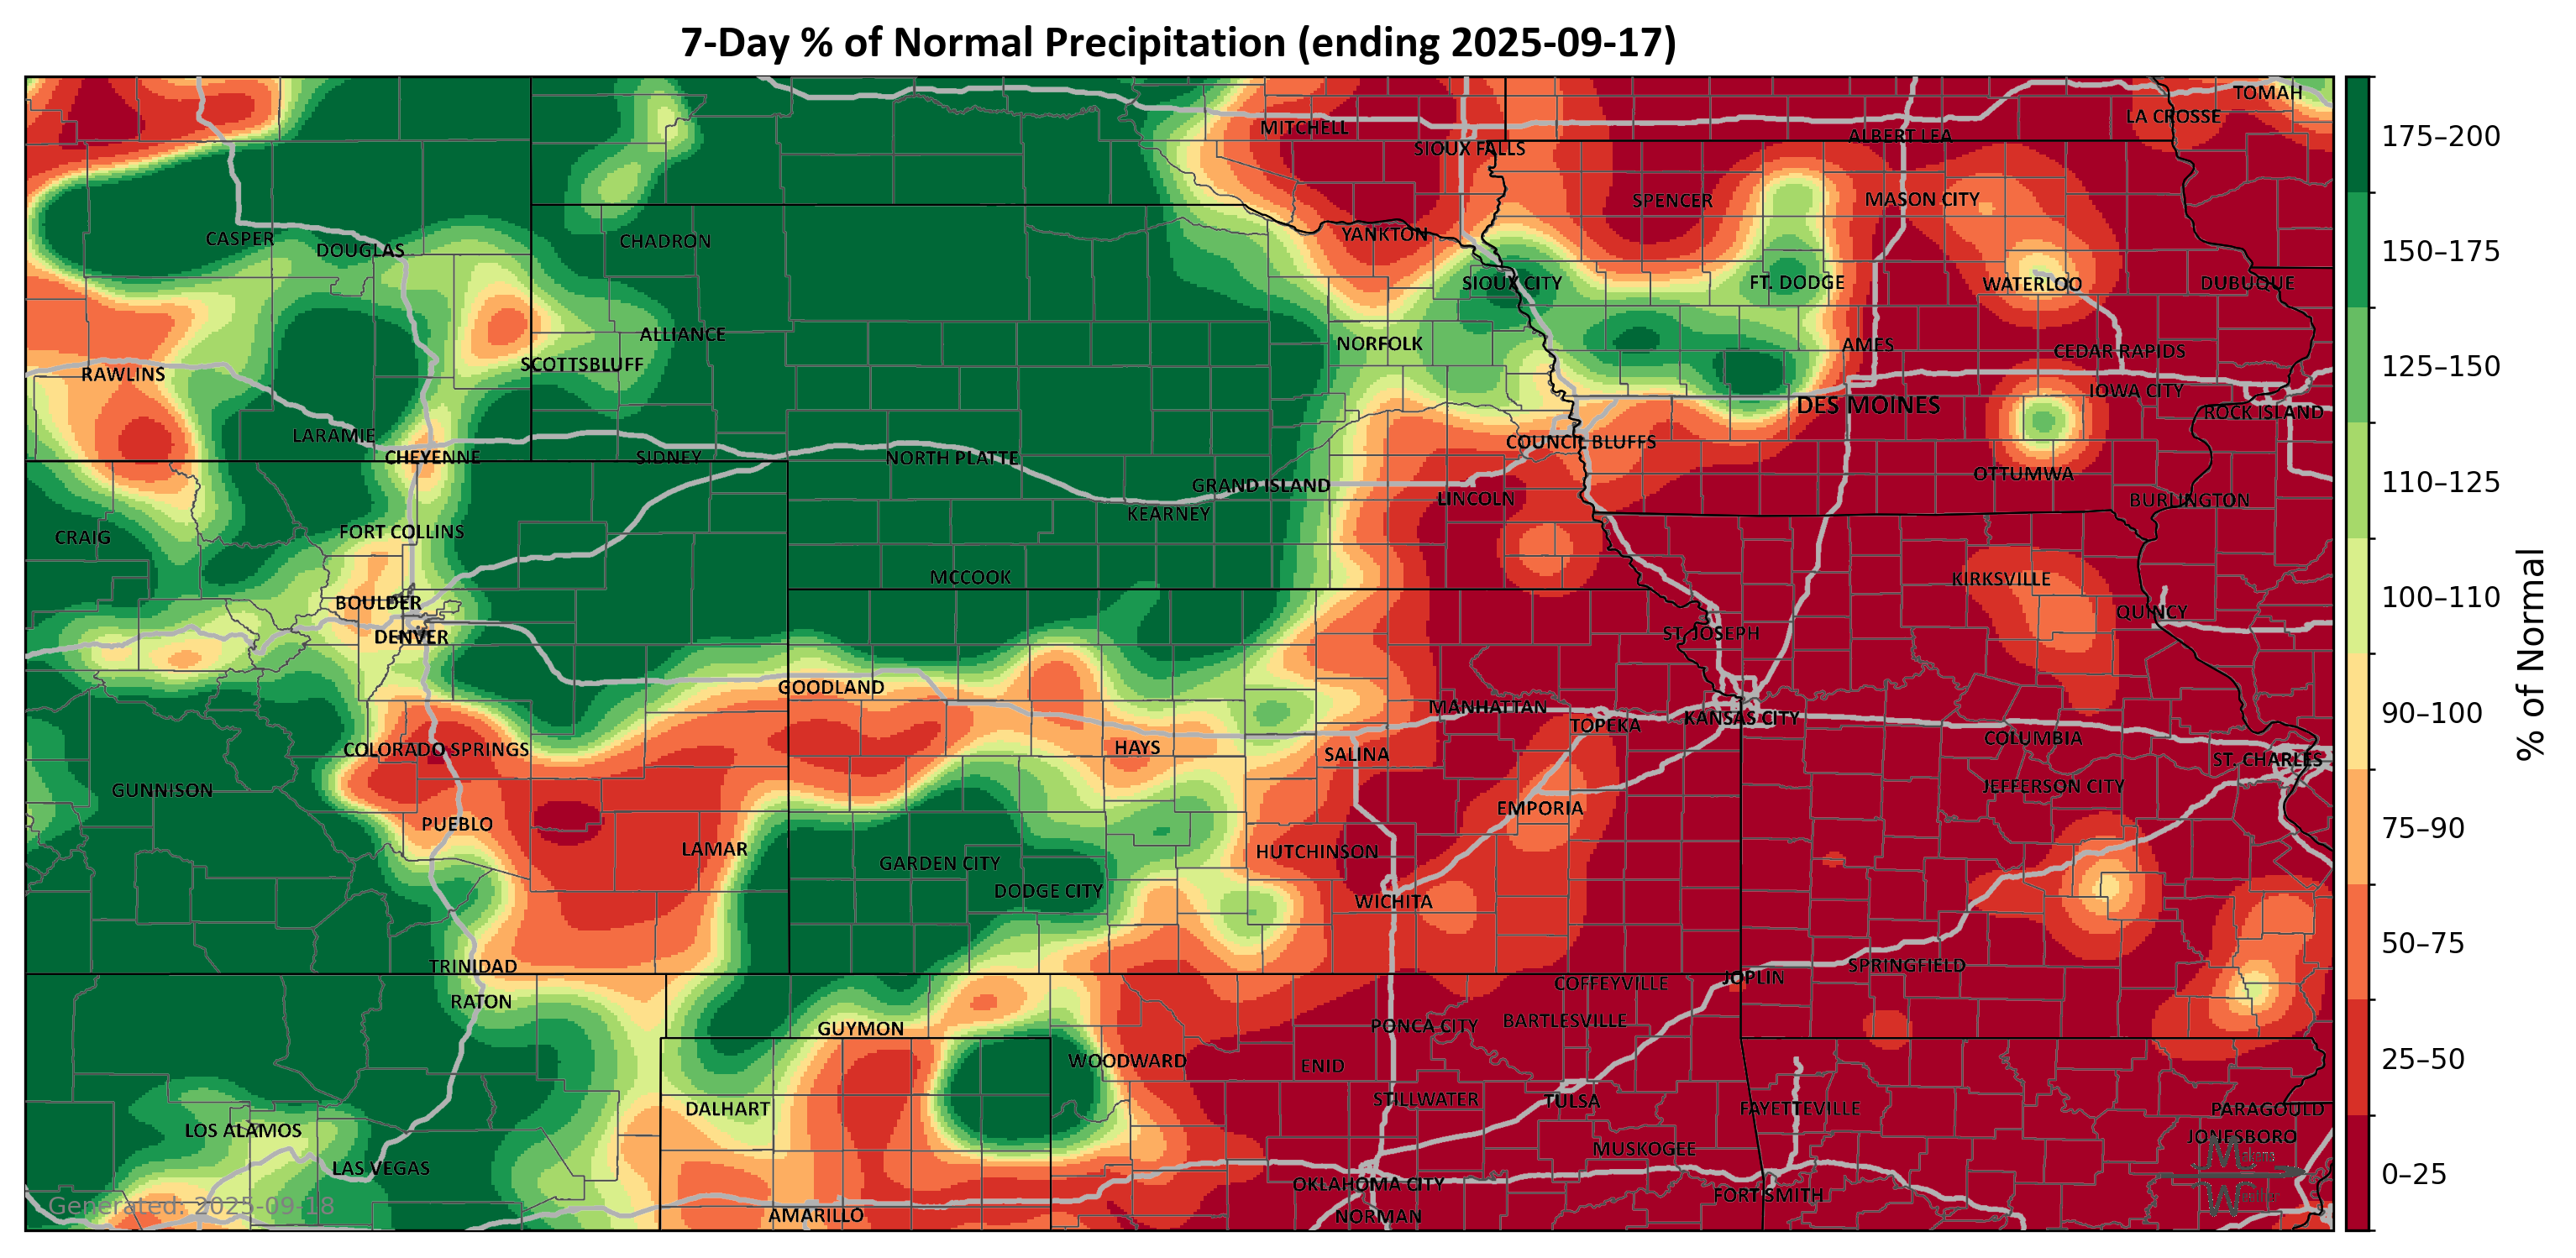 7-Day % of Normal Precipitation (ending 2025-09-17)
TOMAH
LA CROSSE
MITCHELL
ALBERT LEA
SIOUX FALLS
SPENCER
MASON CITY
YANKTON
CASPER
CHADRON
DOUGLAS
SIOUX CITY
FT. DODGE
WATERLOO
DUBUQUE
ALLIANCE
NORFOLK
AMES
CEDAR RAPIDS
SCOTTSBLUFF
RAWLINS
IOWA CITY
DES MOINES
ROCK ISLAND
LARAMIE
COUNCIL BLUFFS
CHEYENNE
SIDNEY
NORTH PLATTE
OTTUMWA
GRAND ISLAND
LINCOLN
BURLINGTON
KEARNEY
FORT COLLINS
CRAIG
MCCOOK
KIRKSVILLE
BOULDER
QUINCY
DENVER
ST. JOSEPH
GOODLAND
MANHATTAN
KANSAS CITY
TOPEKA
COLUMBIA
COLORADO SPRINGS
HAYS
SALINA
ST. CHARLES
GUNNISON
JEFFERSON CITY
EMPORIA
PUEBLO
LAMAR
HUTCHINSON
GARDEN CITY
DODGE CITY
WICHITA
TRINIDAD
SPRINGFIELD
JOPLIN
COFFEYVILLE
RATON
GUYMON
PONCA CITY
BARTLESVILLE
WOODWARD
ENID
STILLWATER
TULSA
DALHART
FAYETTEVILLE
PARAGOULD
LOS ALAMOS
JONESBORO
MUSKOGEE
LAS VEGAS
OKLAHOMA CITY
FORT SMITH
AMARILLO
NORMAN
Generated: 2025-09-18
175–200
150–175
125–150
110–125
100–110
90–100
75–90
50–75
25–50
0–25
% of Normal